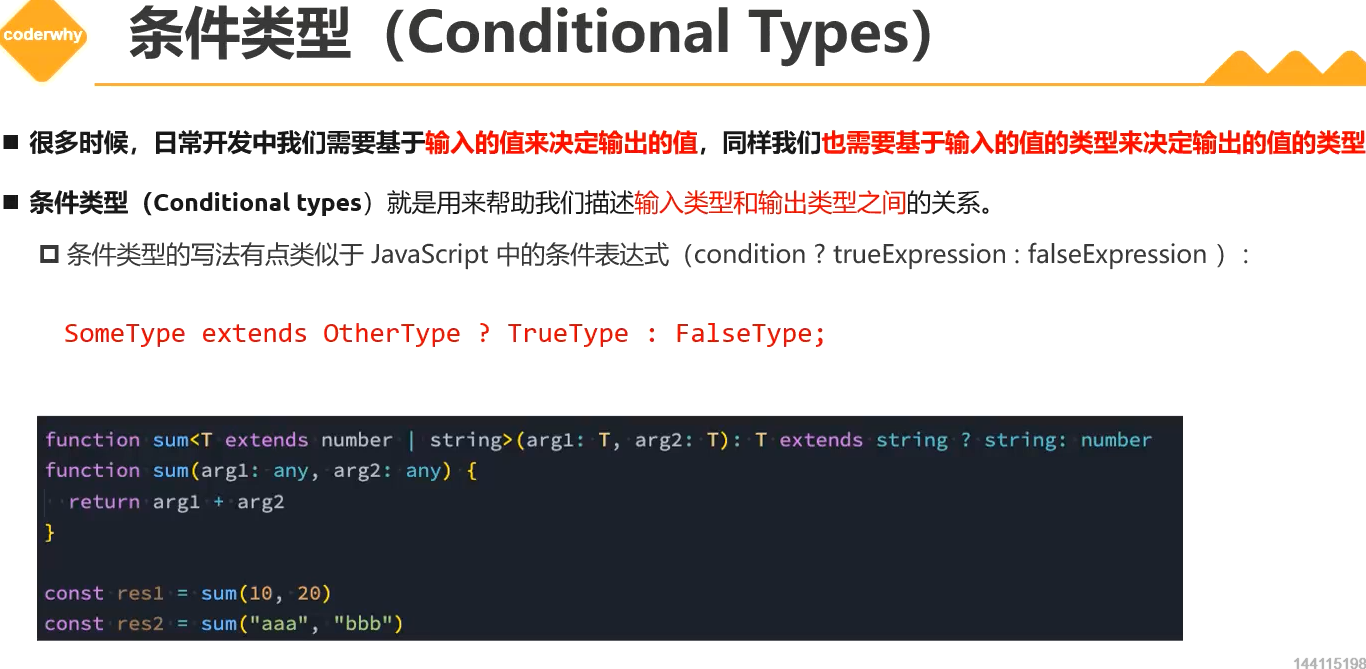 coderwhy
条件类型（Conditional Types）
很多时候，日常开发中我们需要基于输入的值来决定输出的值，同样我们也需要基于输入的值的类型来决定输出的值的类型
条件类型（Conditional types）就是用来帮助我们描述输入类型和输出类型之间的关系。
条件类型的写法有点类似于 JavaScript 中的条件表达式（condition ? trueExpression : falseExpression ）：
SomeType extends OtherType ? TrueType : FalseType;
function sum<T extends number | string>(arg1: T, arg2: T): T extends string ? string: number
function sum(arg1: any, arg2: any) {
return arg1 + arg2
}
const res1 = sum(10, 20)
const res2 = sum("aaa", "bbb")
144115198